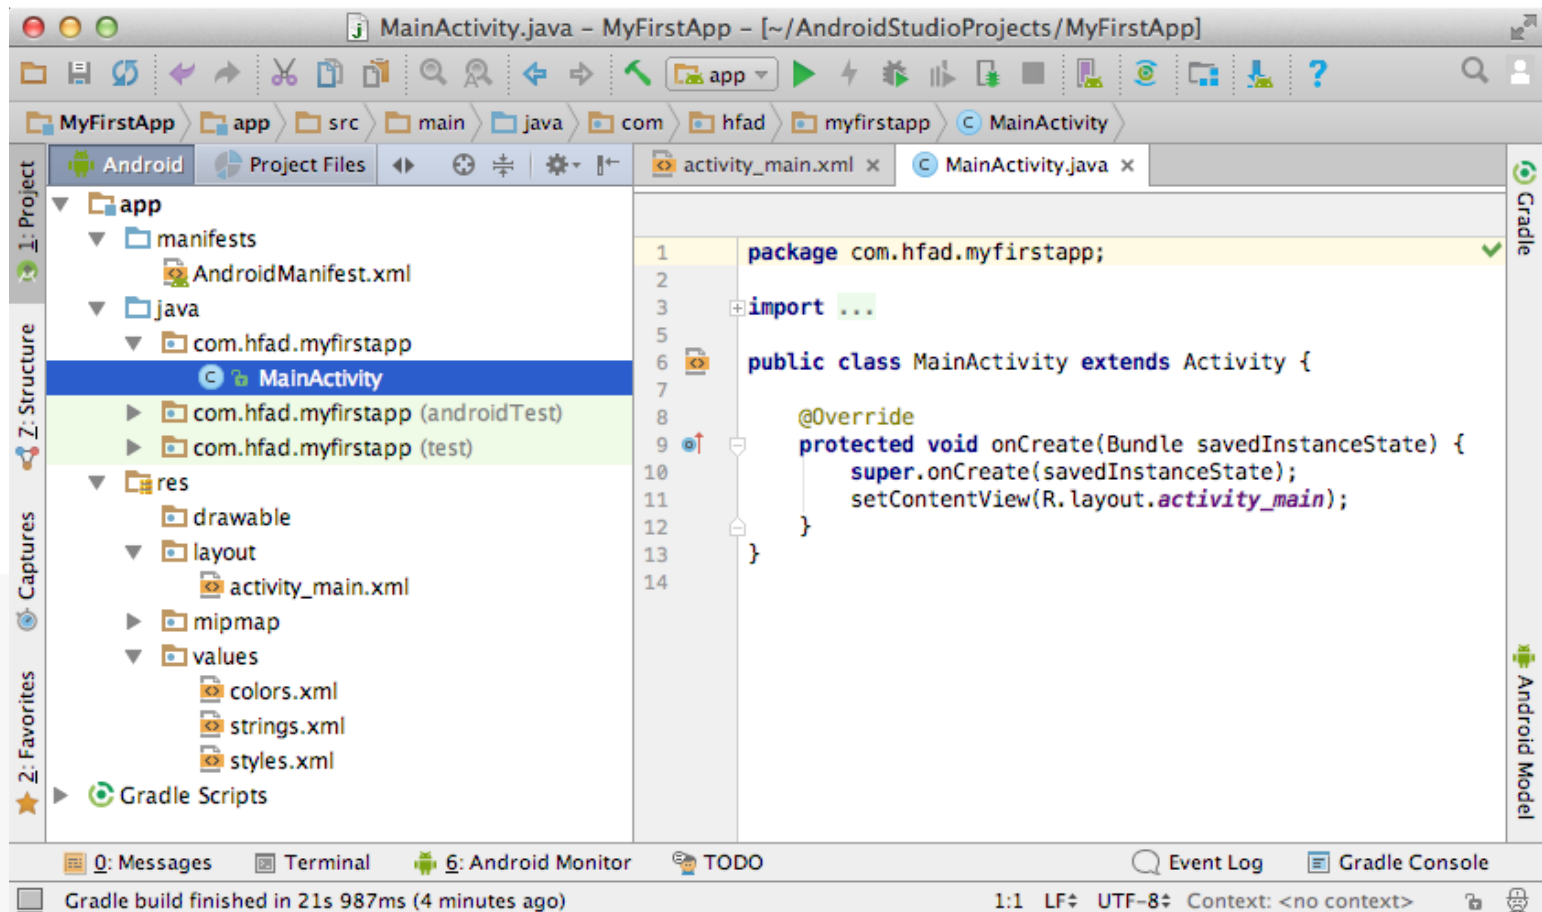 MainActivity.java – MyFirstApp – [~/AndroidStudioProjects/MyFirstApp]
app
MyFirstApp app src main java com hfad myfirstapp MainActivity
Android Project Files
activity_main.xml MainActivity.java
1: Project
7: Structure
Captures
2: Favorites
app
manifests
AndroidManifest.xml
java
com.hfad.myfirstapp
MainActivity
com.hfad.myfirstapp (androidTest)
com.hfad.myfirstapp (test)
res
drawable
layout
activity_main.xml
mipmap
values
colors.xml
strings.xml
styles.xml
Gradle Scripts
1 package com.hfad.myfirstapp;
2
3 import ...
5
6 public class MainActivity extends Activity {
7
8 @Override
9 protected void onCreate(Bundle savedInstanceState) {
10 super.onCreate(savedInstanceState);
11 setContentView(R.layout.activity_main);
12 }
13 }
14
Gradle
Android Model
0: Messages Terminal 6: Android Monitor TODO Event Log Gradle Console
Gradle build finished in 21s 987ms (4 minutes ago) 1:1 LF UTF-8 Context: <no context>